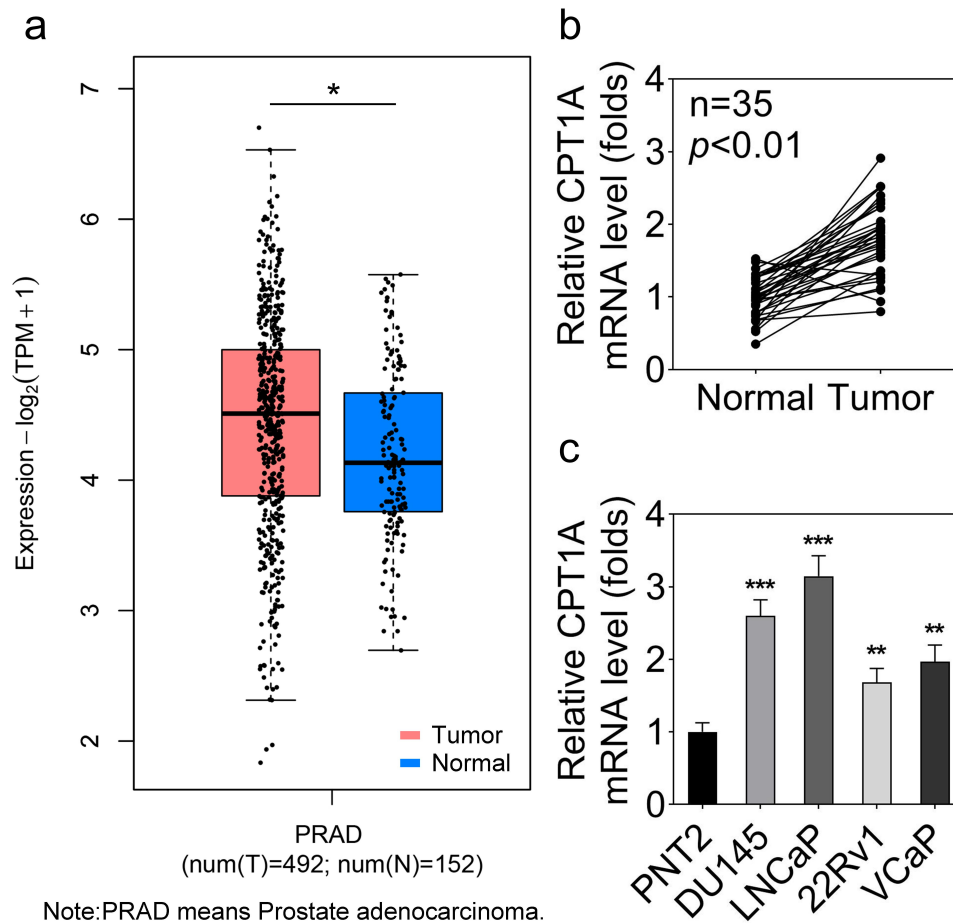 a
7
6
5
4
3
2
Expression – log₂(TPM + 1)
*
Tumor
Normal
PRAD
(num(T)=492; num(N)=152)
Note:PRAD means Prostate adenocarcinoma.
b
Relative CPT1A
mRNA level (folds)
4
3
2
1
0
n=35
p<0.01
Normal Tumor
c
Relative CPT1A
mRNA level (folds)
4
3
2
1
0
***
***
**
**
PNT2
DU145
LNCaP
22Rv1
VCaP